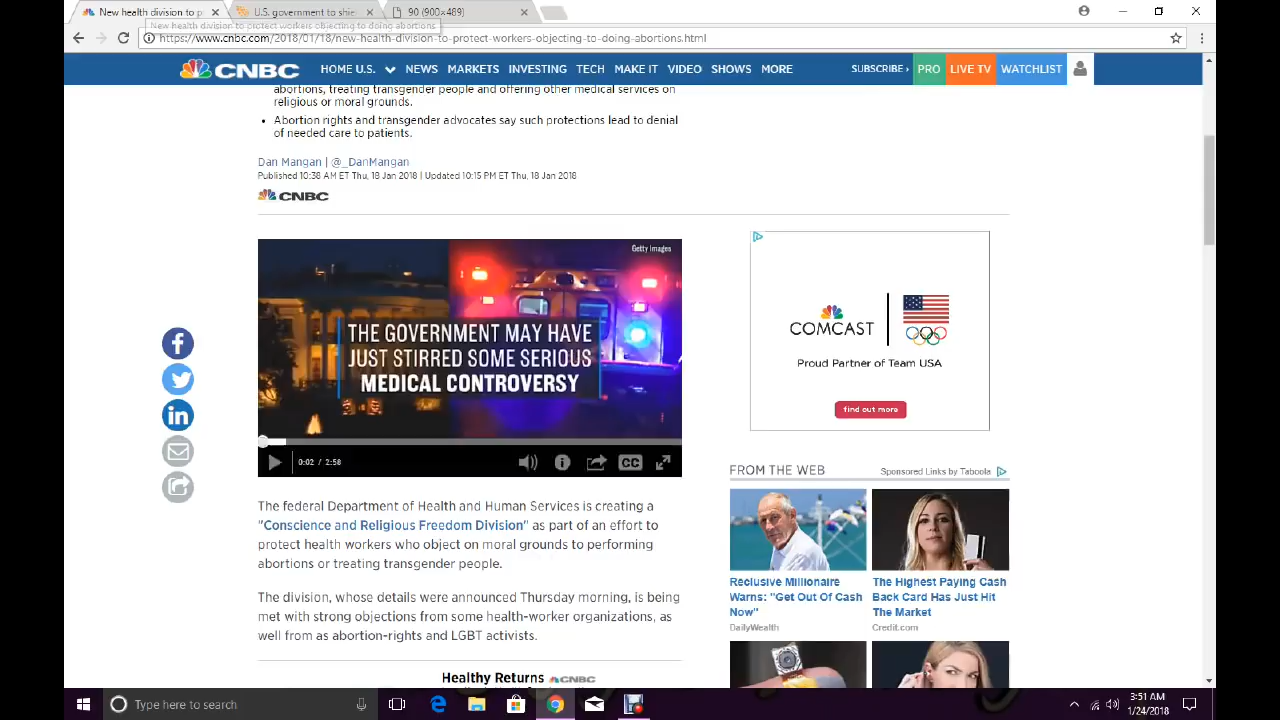 New health division to p
U.S. government to shie
90 (900×489)
New health division to protect workers objecting to doing abortions
https://www.cnbc.com/2018/01/18/new-health-division-to-protect-workers-objecting-to-doing-abortions.html
CNBC HOME U.S. NEWS MARKETS INVESTING TECH MAKE IT VIDEO SHOWS MORE SUBSCRIBE PRO LIVE TV WATCHLIST
abortions, treating transgender people and offering other medical services on
religious or moral grounds.
• Abortion rights and transgender advocates say such protections lead to denial
of needed care to patients.
Dan Mangan | @_DanMangan
Published 10:38 AM ET Thu, 18 Jan 2018 | Updated 10:15 PM ET Thu, 18 Jan 2018
CNBC
Getty Images
THE GOVERNMENT MAY HAVE
JUST STIRRED SOME SERIOUS
MEDICAL CONTROVERSY
0:02 / 2:58
CC
The federal Department of Health and Human Services is creating a
"Conscience and Religious Freedom Division" as part of an effort to
protect health workers who object on moral grounds to performing
abortions or treating transgender people.
The division, whose details were announced Thursday morning, is being
met with strong objections from some health-worker organizations, as
well from as abortion-rights and LGBT activists.
Healthy Returns CNBC
COMCAST
Proud Partner of Team USA
find out more
FROM THE WEB
Sponsored Links by Taboola
Reclusive Millionaire
Warns: "Get Out Of Cash
Now"
DailyWealth
The Highest Paying Cash
Back Card Has Just Hit
The Market
Credit.com
Type here to search
3:51 AM
1/24/2018